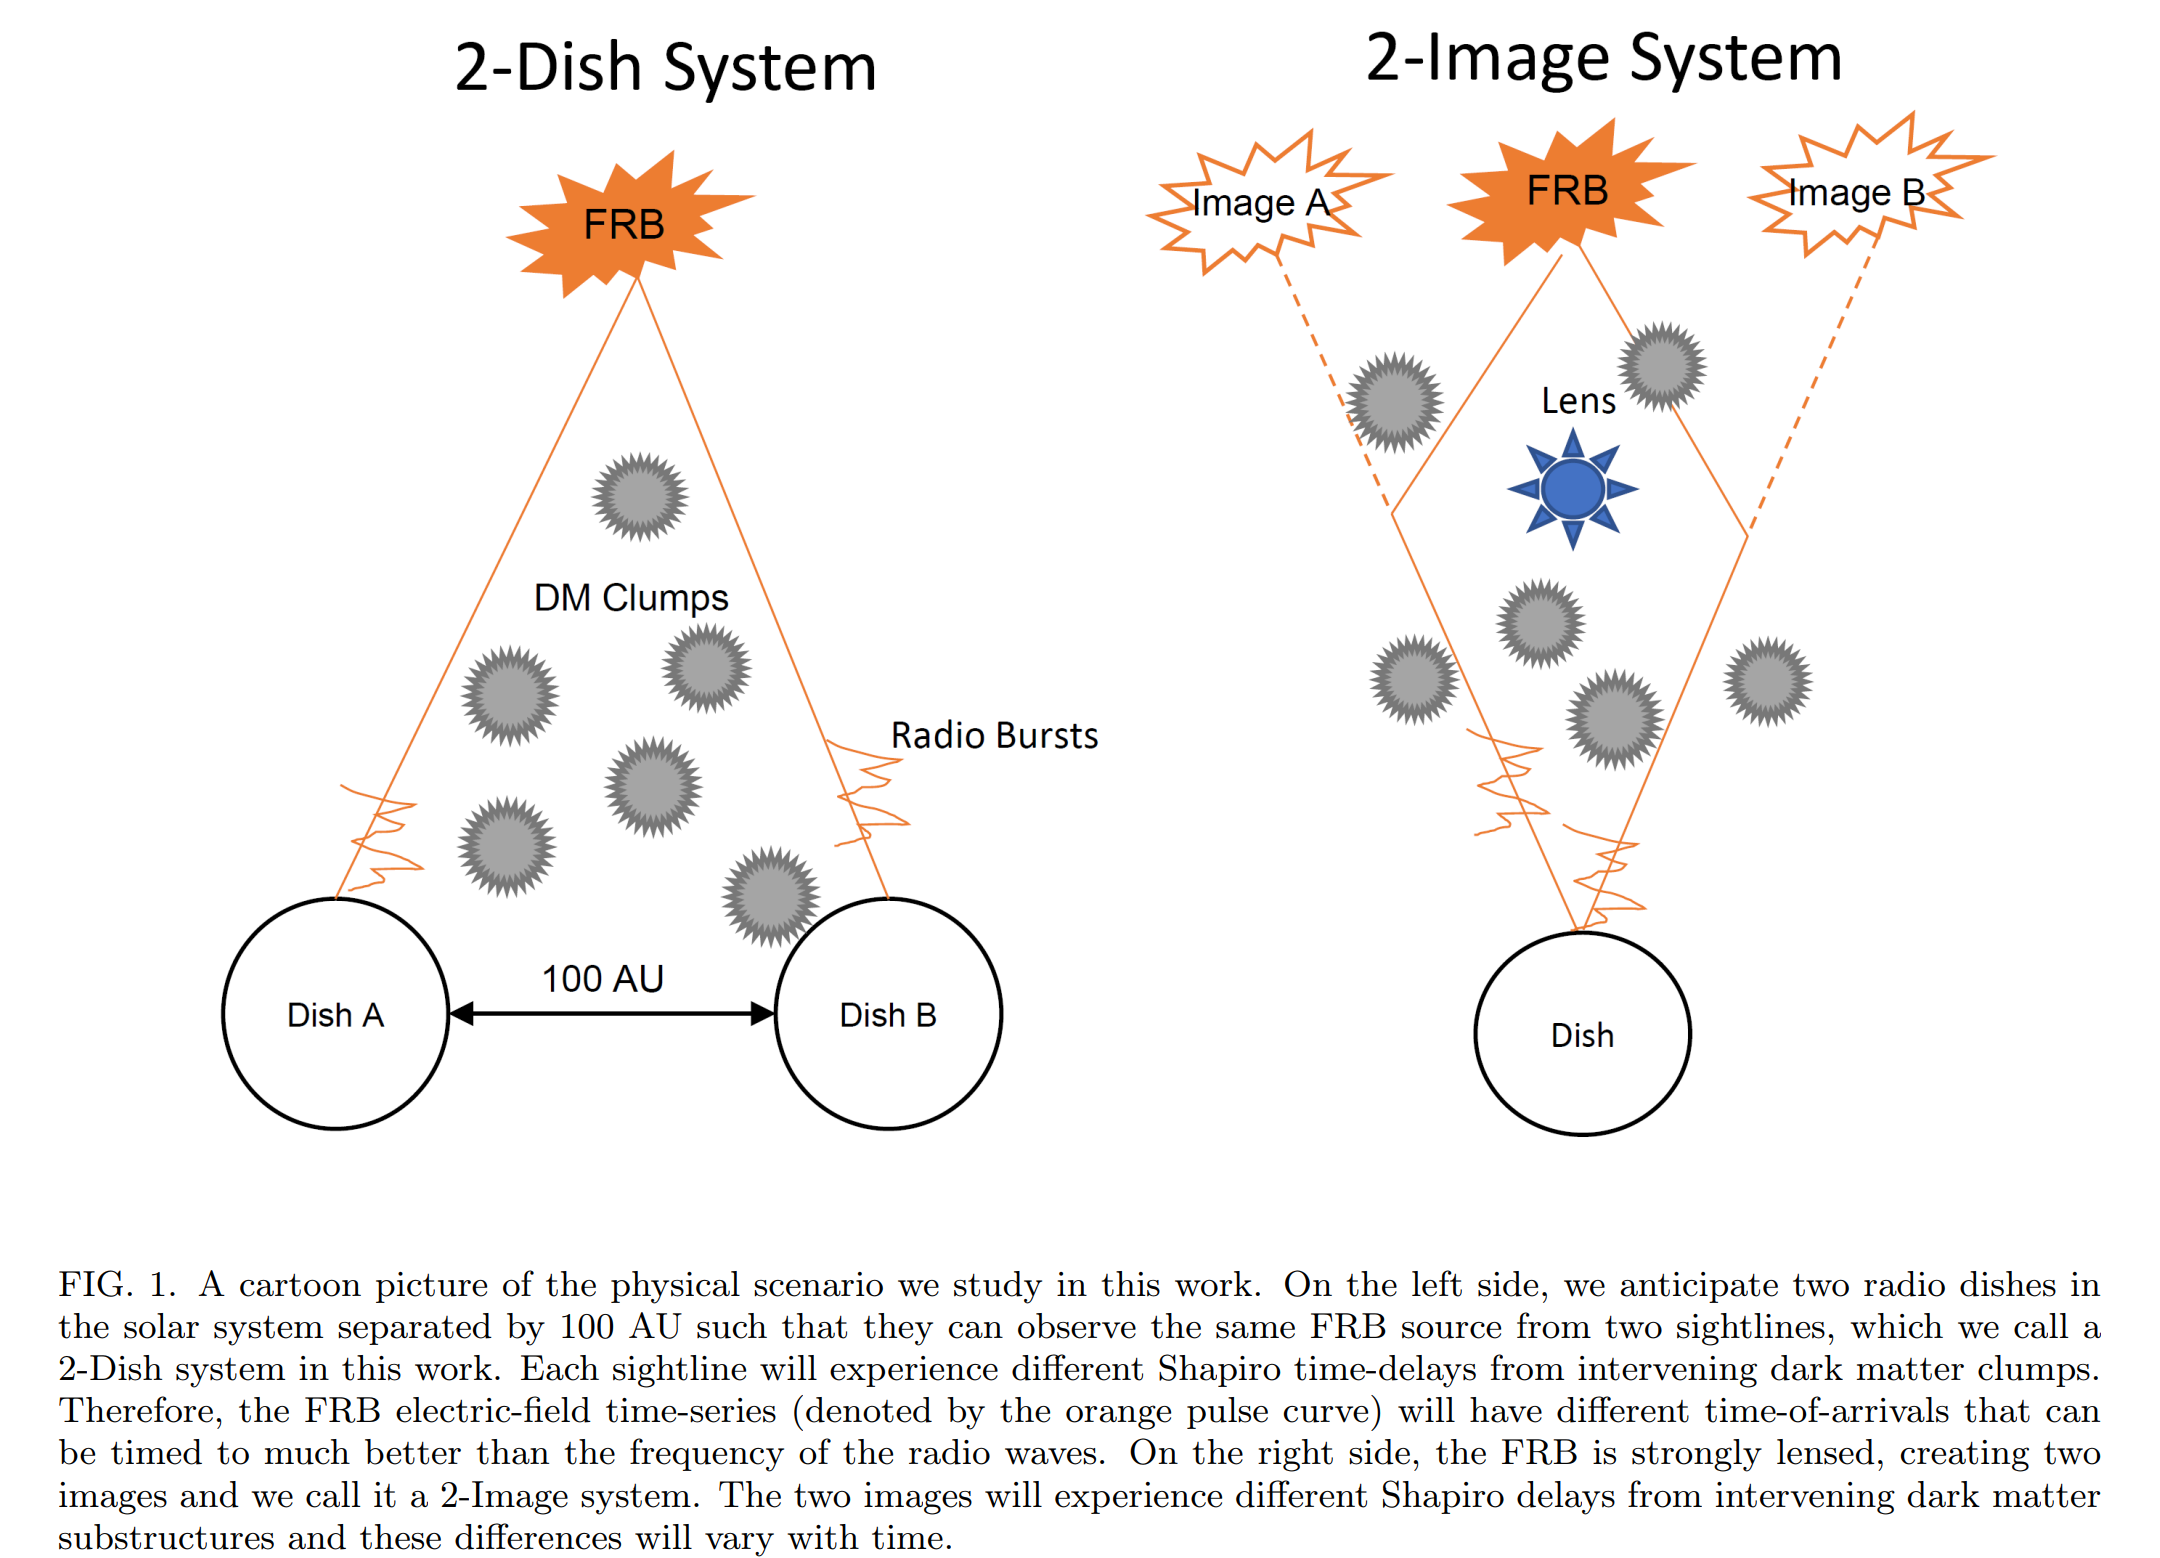 2-Dish System
FRB
DM Clumps
Radio Bursts
100 AU
Dish A
Dish B
2-Image System
Image A
FRB
Image B
Lens
Dish
FIG. 1. A cartoon picture of the physical scenario we study in this work. On the left side, we anticipate two radio dishes in
the solar system separated by 100 AU such that they can observe the same FRB source from two sightlines, which we call a
2-Dish system in this work. Each sightline will experience different Shapiro time-delays from intervening dark matter clumps.
Therefore, the FRB electric-field time-series (denoted by the orange pulse curve) will have different time-of-arrivals that can
be timed to much better than the frequency of the radio waves. On the right side, the FRB is strongly lensed, creating two
images and we call it a 2-Image system. The two images will experience different Shapiro delays from intervening dark matter
substructures and these differences will vary with time.